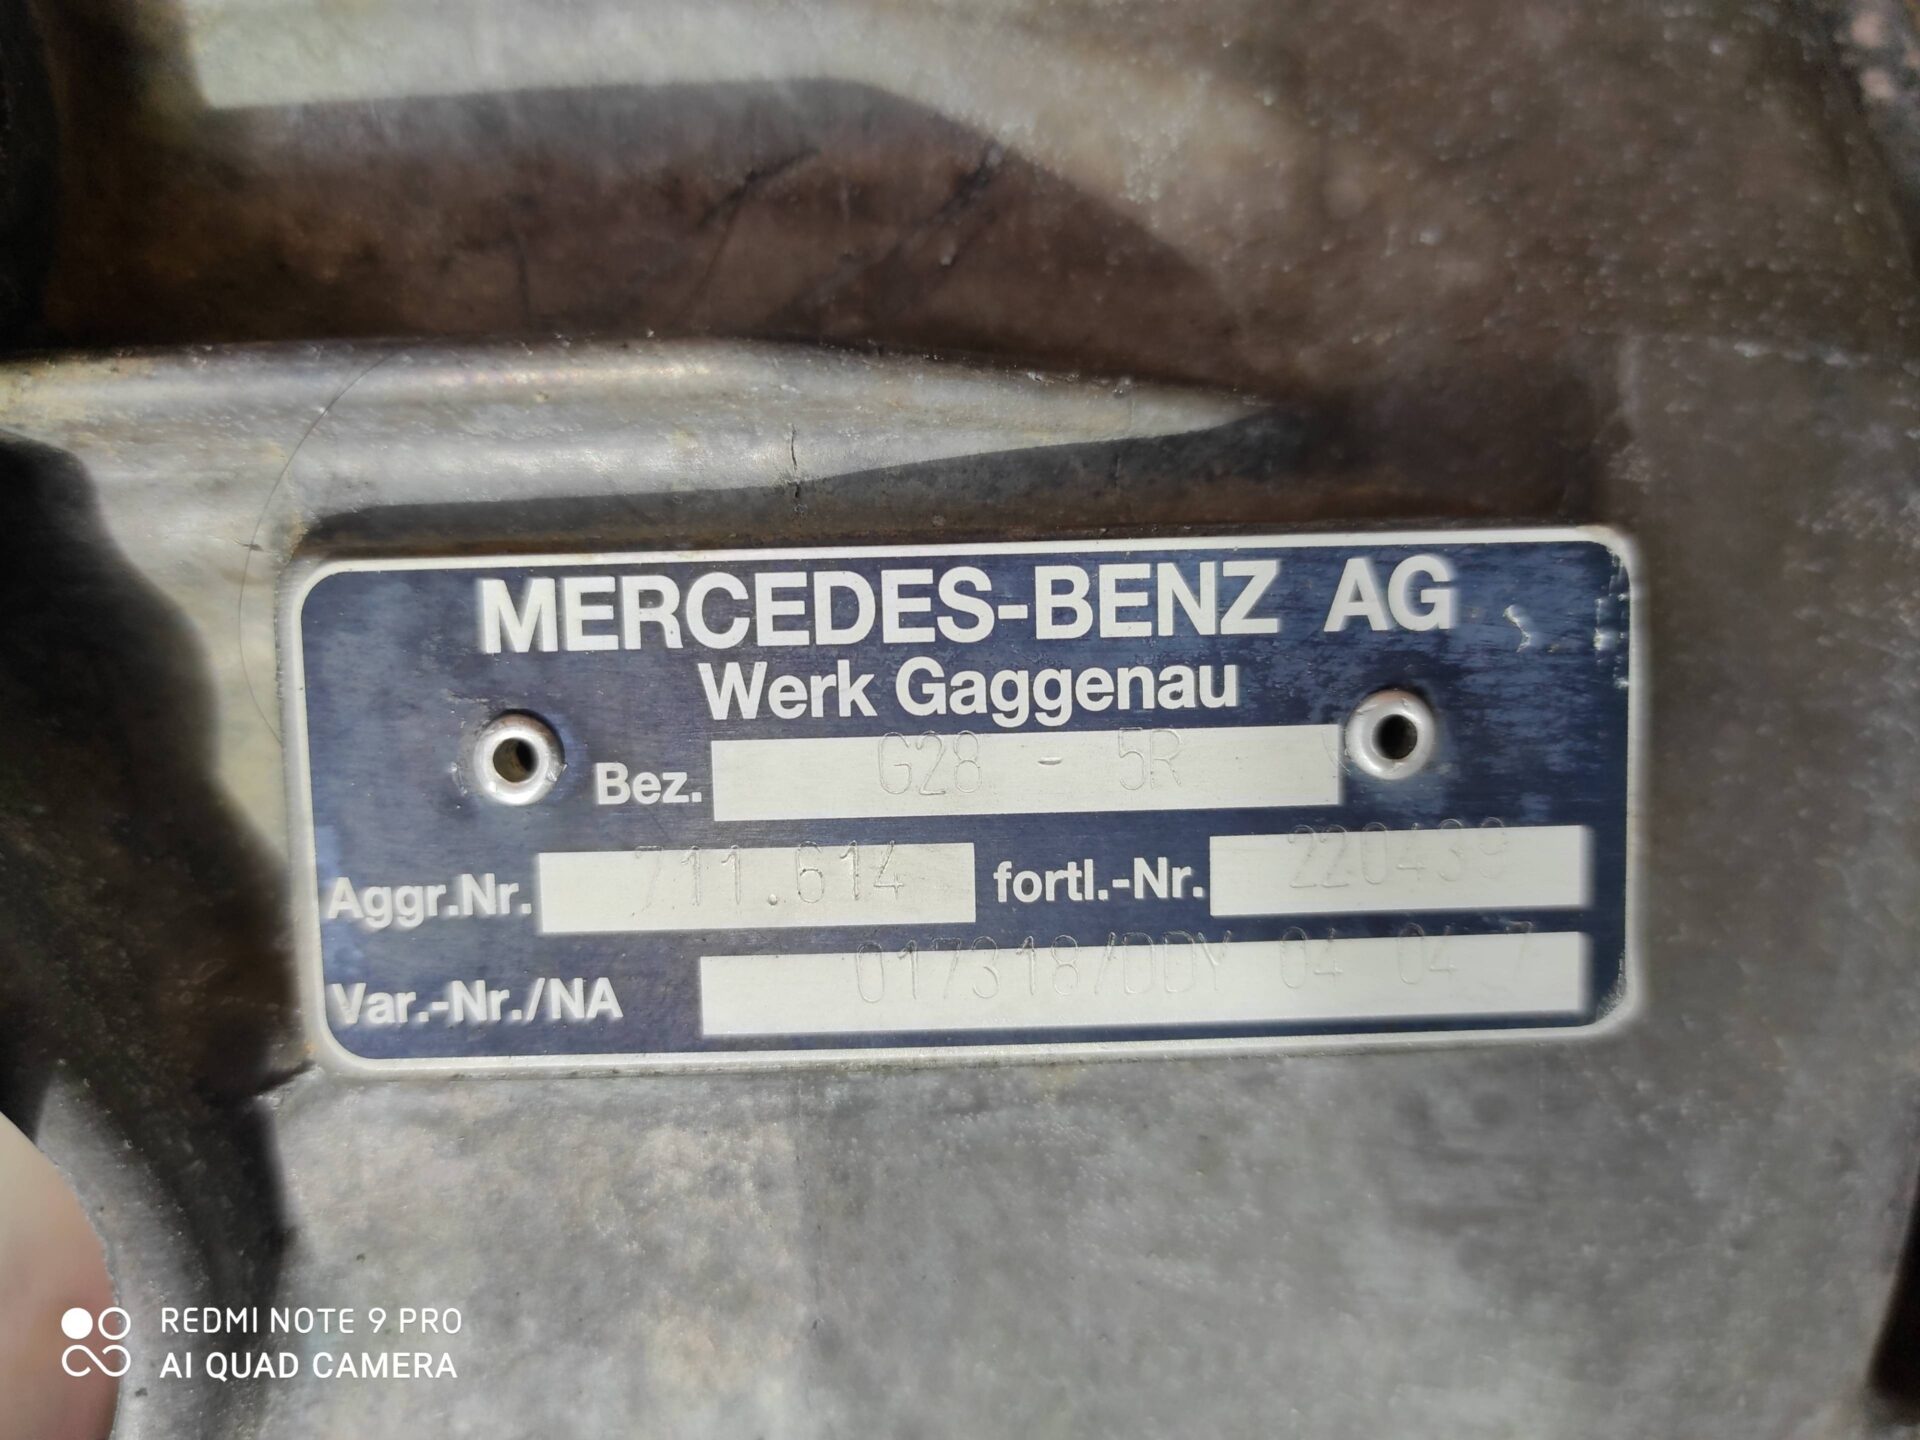 MERCEDES-BENZ AG
Werk Gaggenau
Bez. G28 - 5R
Aggr.Nr. 711.614 fortl.-Nr. 220439
Var.-Nr./NA 017318/DDY 04 04 7
REDMI NOTE 9 PRO
AI QUAD CAMERA